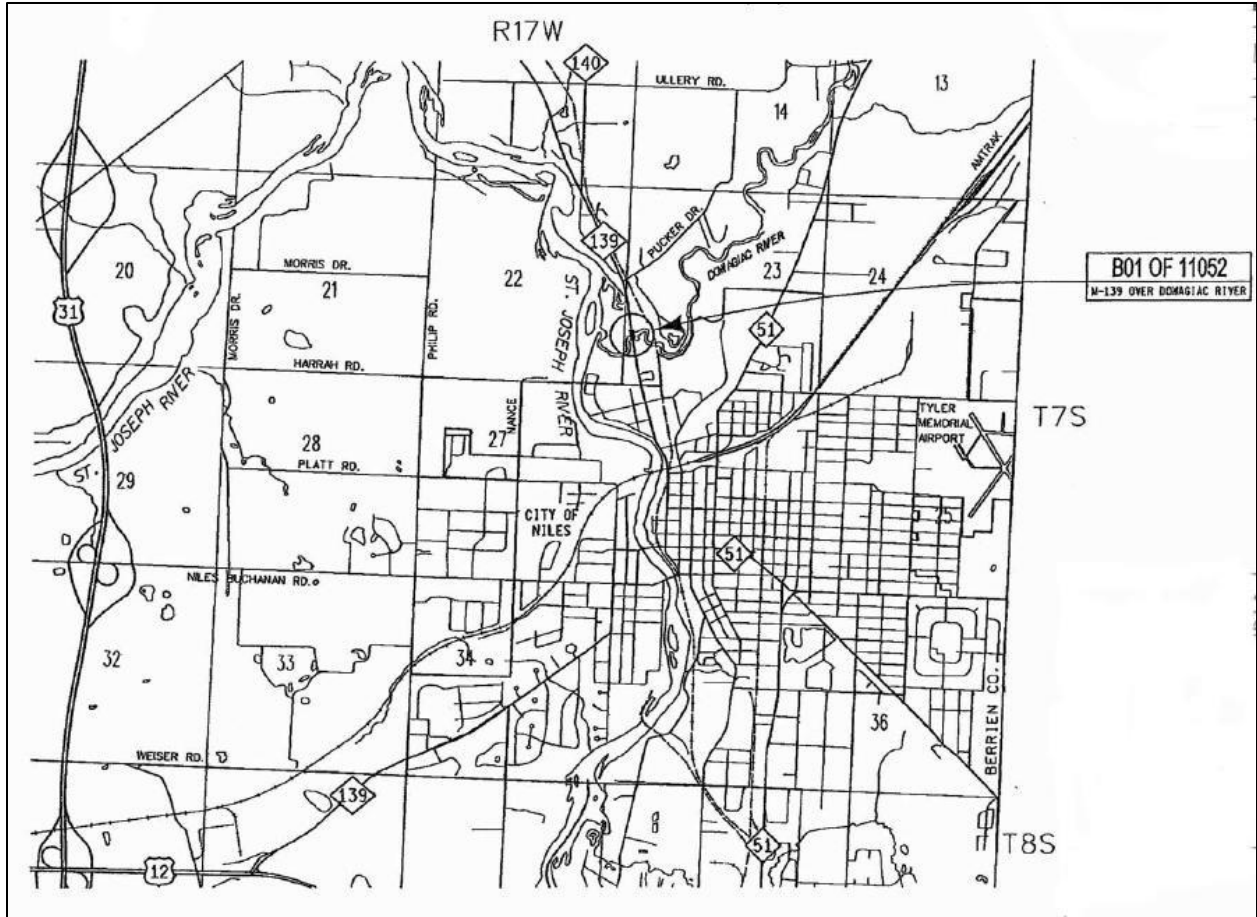 R17W
140
ULLERY RD.
13
14
AMTRAK
139
PUCKER DR.
DOWAGIAC RIVER
20
MORRIS DR.
21
22
23
24
B01 OF 11052
M-139 OVER DOWAGIAC RIVER
31
MORRIS DR.
PHILIP RD.
ST. JOSEPH RIVER
51
HARRAH RD.
ST. JOSEPH RIVER
NANCE
TYLER
MEMORIAL
AIRPORT
T7S
28
27
PLATT RD.
29
CITY OF
NILES
25
51
NILES BUCHANAN RD.
32
33
34
36
BERRIEN CO.
WEISER RD.
139
51
T8S
12